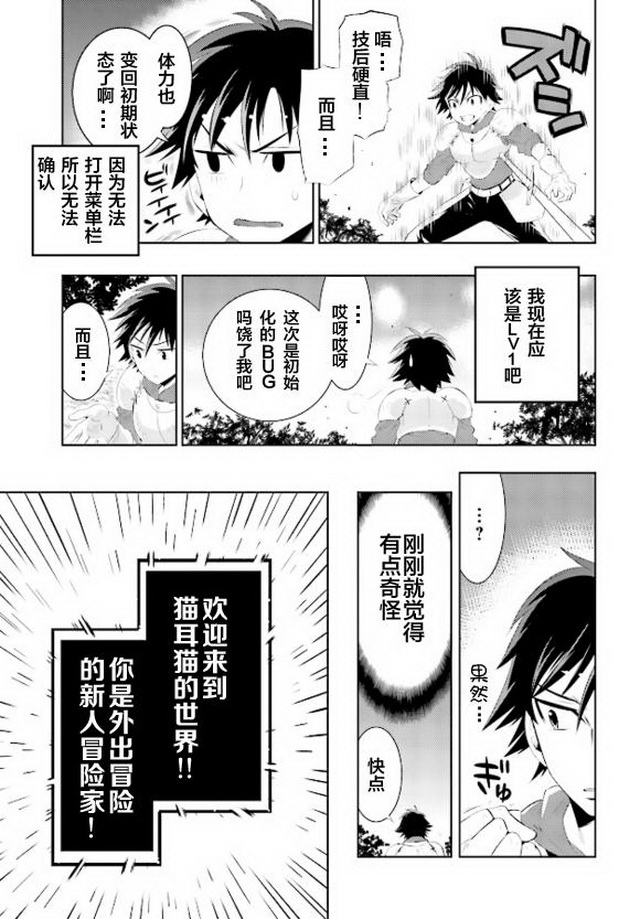 唔
…
技后硬直！
而且
…
体力也
变回初期状
态了啊…
因为无法
打开菜单栏
所以无法
确认
我现在应
该是LV1吧
哎呀哎呀
…
这次是初始
化的BUG
吗饶了我吧
而且…
…?
果然…
ぎゅ
刚刚就觉得
有点奇怪
快点
欢迎来到
猫耳猫的世界!!
你是外出冒险
的新人冒险家！